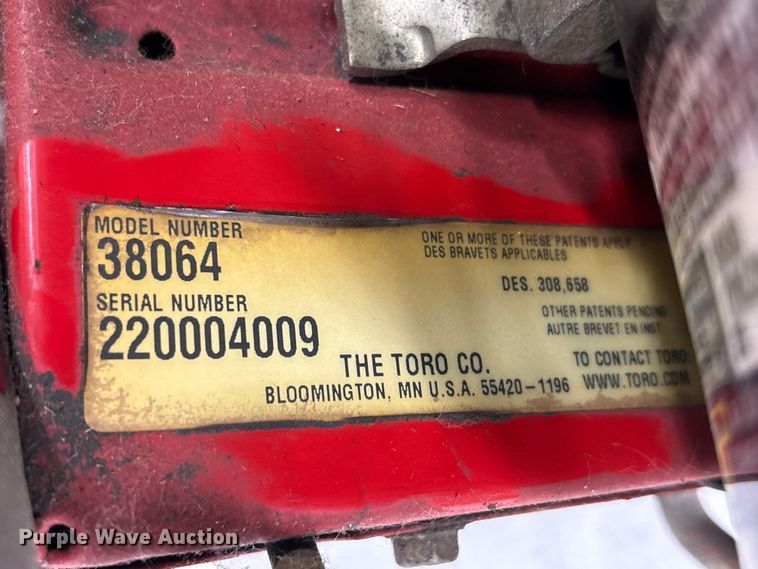 MODEL NUMBER
38064
SERIAL NUMBER
220004009
ONE OR MORE OF THESE PATENTS APPLY
DES BRAVETS APPLICABLES
DES. 308,658
OTHER PATENTS PENDING
AUTRE BREVET EN INST.
THE TORO CO.
BLOOMINGTON, MN U.S.A. 55420-1196
TO CONTACT TORO:
WWW.TORO.COM
Purple Wave Auction